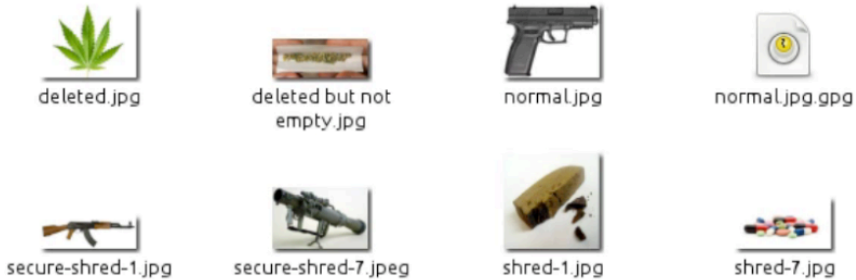 deleted.jpg
deleted but not
empty.jpg
normal.jpg
normal.jpg.gpg
secure-shred-1.jpg
secure-shred-7.jpeg
shred-1.jpg
shred-7.jpg